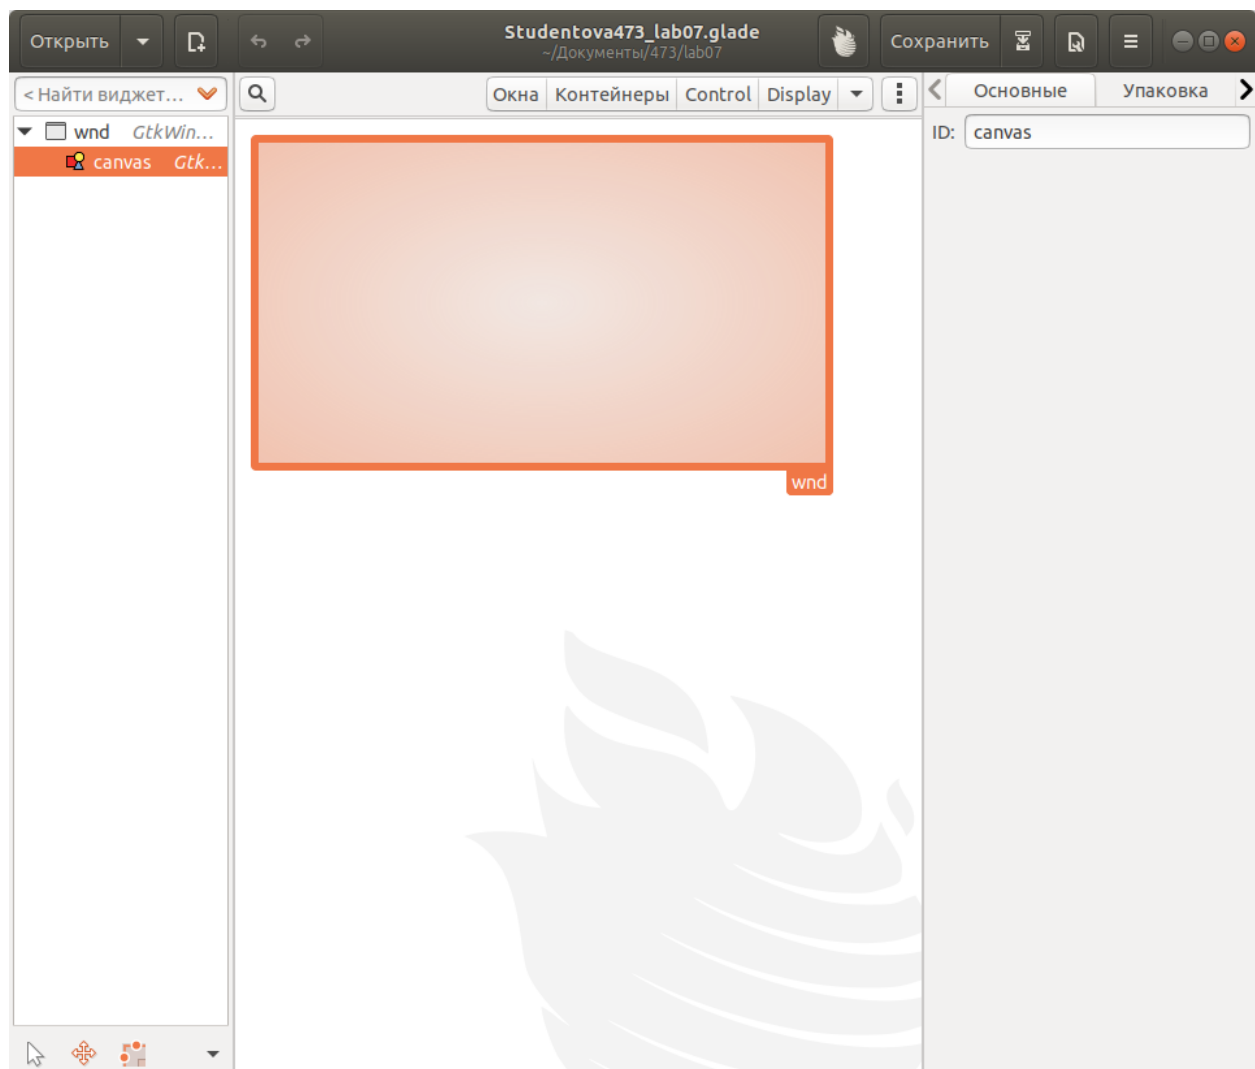 Открыть
Studentova473_lab07.glade
~/Документы/473/lab07
Сохранить
< Найти виджет...
Окна Контейнеры Control Display
Основные Упаковка
wnd GtkWin...
canvas Gtk...
ID: canvas
wnd